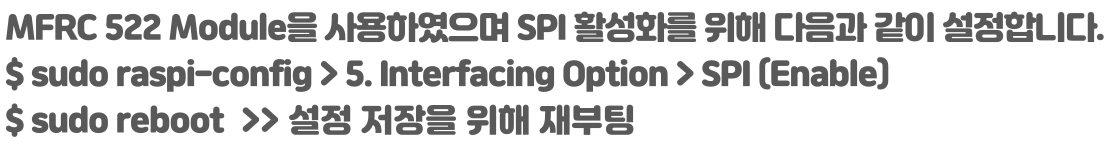 MFRC 522 Module을 사용하였으며 SPI 활성화를 위해 다음과 같이 설정합니다.
$ sudo raspi-config > 5. Interfacing Option > SPI (Enable)
$ sudo reboot >> 설정 저장을 위해 재부팅